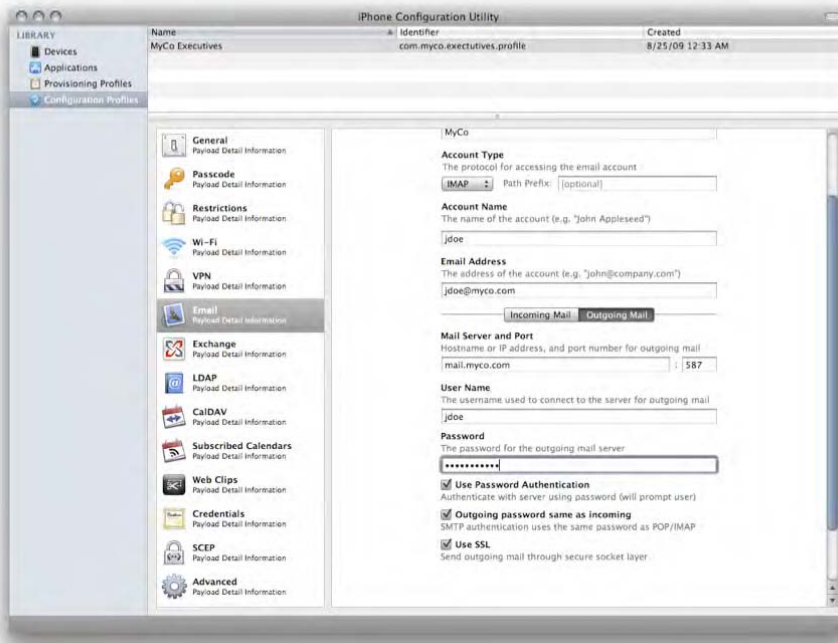 iPhone Configuration Utility
LIBRARY
Devices
Applications
Provisioning Profiles
Configuration Profiles
Name Identifier Created
MyCo Executives com.myco.exectutives.profile 8/25/09 12:33 AM
General
Payload Detail Information
Passcode
Payload Detail Information
Restrictions
Payload Detail Information
Wi-Fi
Payload Detail Information
VPN
Payload Detail Information
Email
Payload Detail Information
Exchange
Payload Detail Information
LDAP
Payload Detail Information
CalDAV
Payload Detail Information
Subscribed Calendars
Payload Detail Information
Web Clips
Payload Detail Information
Credentials
Payload Detail Information
SCEP
Payload Detail Information
Advanced
Payload Detail Information
MyCo
Account Type
The protocol for accessing the email account
IMAP Path Prefix: [optional]
Account Name
The name of the account (e.g. "John Appleseed")
jdoe
Email Address
The address of the account (e.g. "john@company.com")
jdoe@myco.com
Incoming Mail Outgoing Mail
Mail Server and Port
Hostname or IP address, and port number for outgoing mail
mail.myco.com : 587
User Name
The username used to connect to the server for outgoing mail
jdoe
Password
The password for the outgoing mail server
•••••••••••
Use Password Authentication
Authenticate with server using password (will prompt user)
Outgoing password same as incoming
SMTP authentication uses the same password as POP/IMAP
Use SSL
Send outgoing mail through secure socket layer